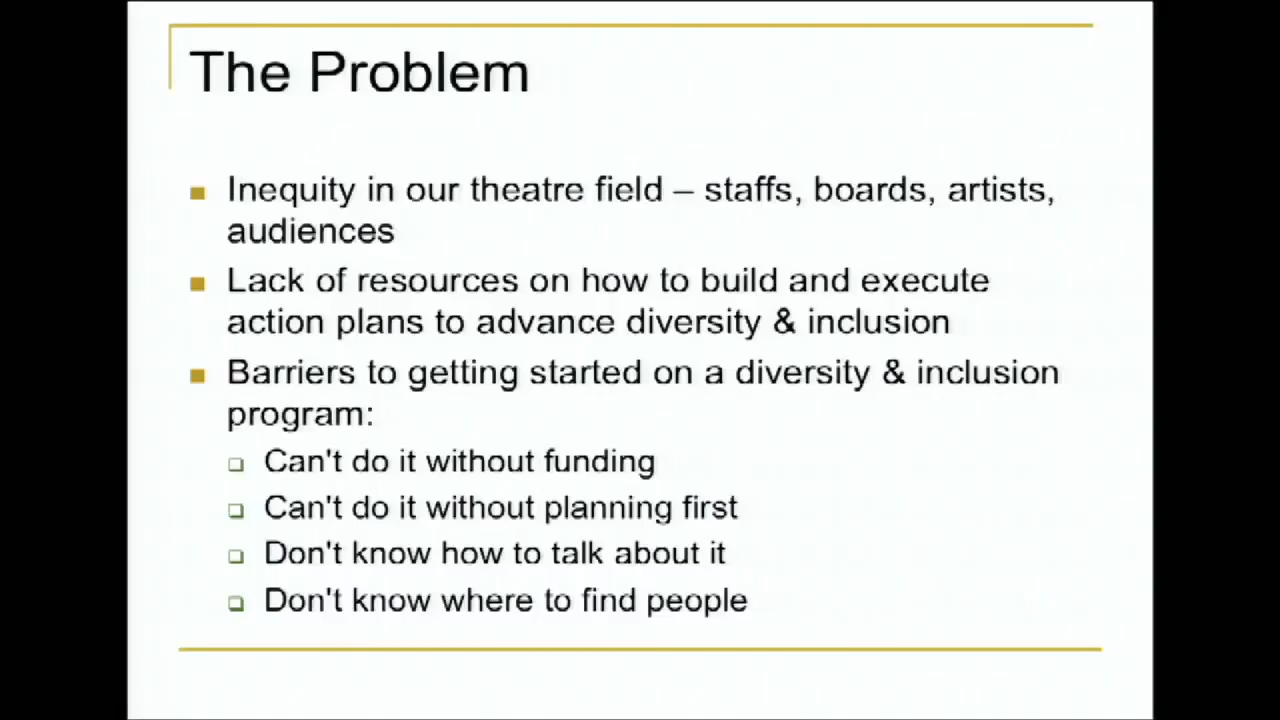 The Problem
Inequity in our theatre field – staffs, boards, artists,
audiences
Lack of resources on how to build and execute
action plans to advance diversity & inclusion
Barriers to getting started on a diversity & inclusion
program:
Can't do it without funding
Can't do it without planning first
Don't know how to talk about it
Don't know where to find people